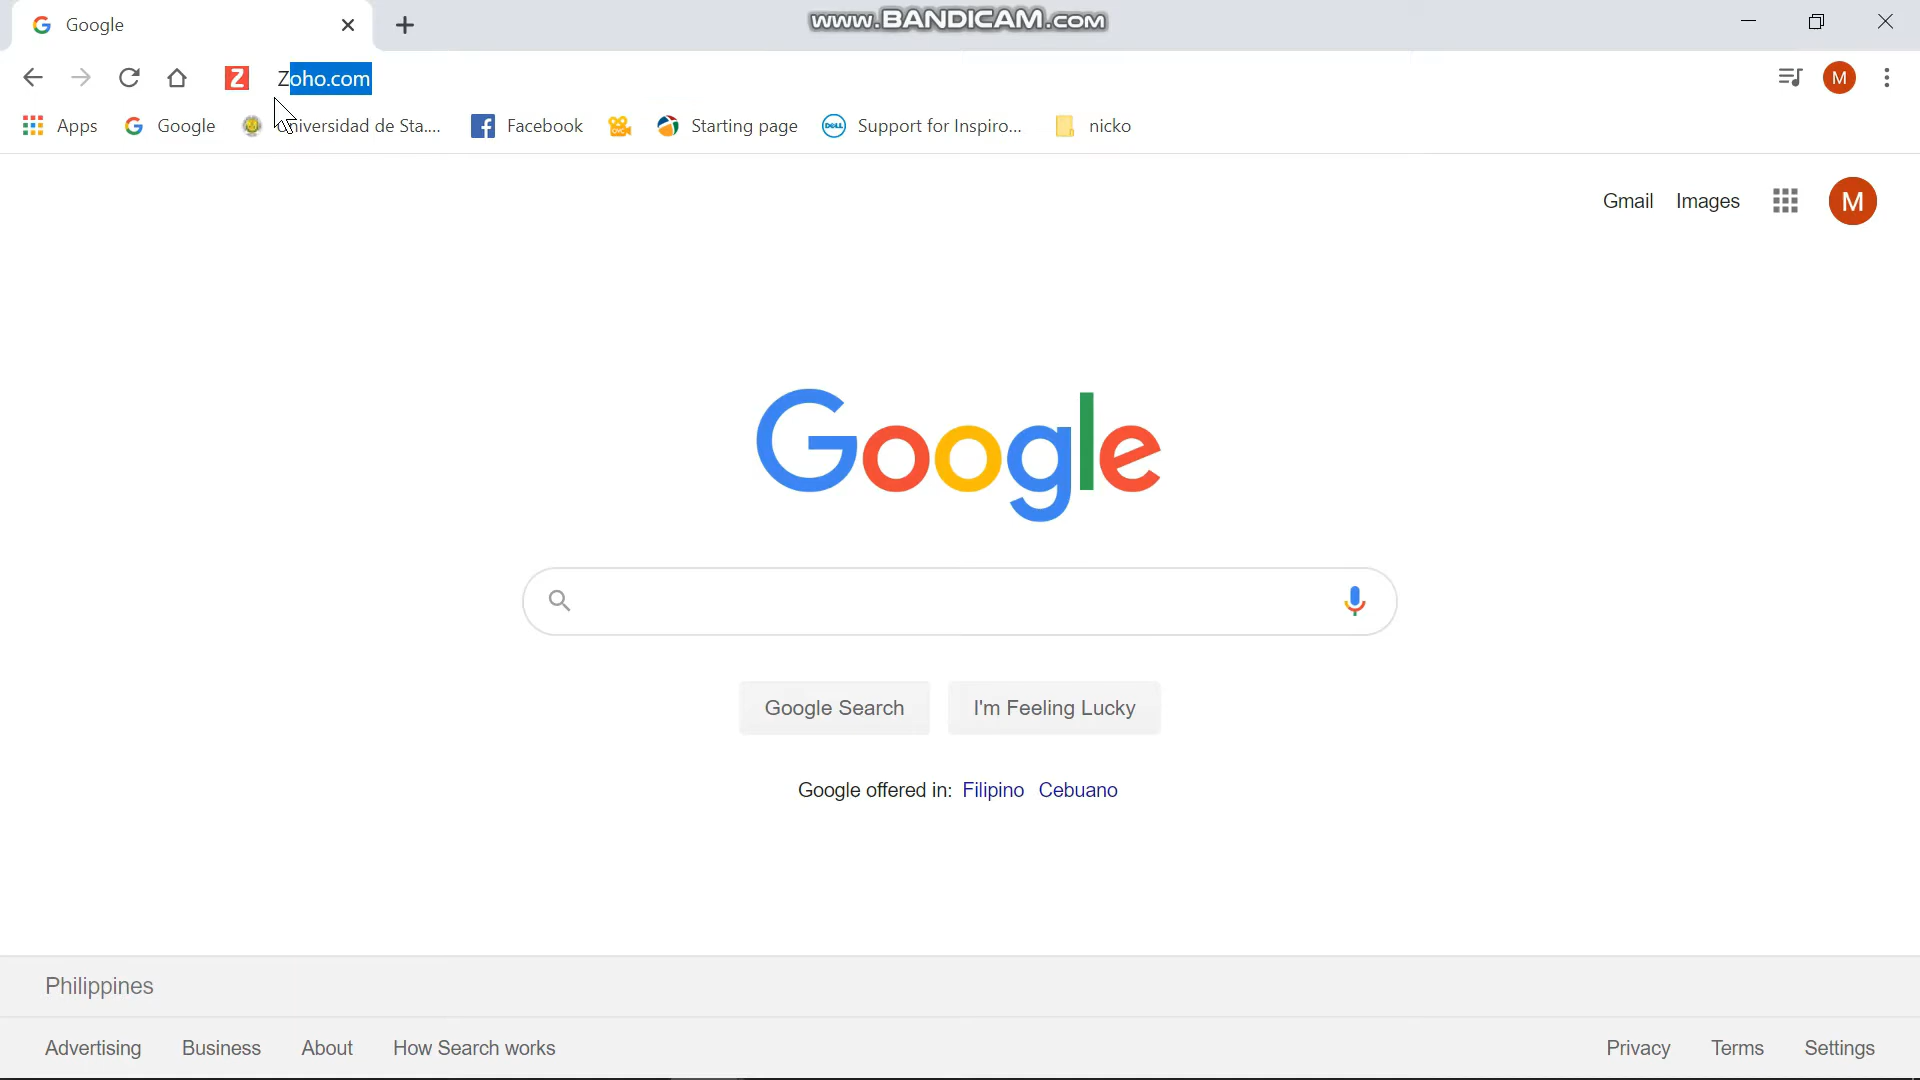 Google
www.BANDICAM.com
Z
Zoho.com
M
Apps
Google
niversidad de Sta....
Facebook
Starting page
DELL
Support for Inspiro...
nicko
Gmail
Images
M
Google
Google Search
I'm Feeling Lucky
Google offered in: Filipino Cebuano
Philippines
Advertising
Business
About
How Search works
Privacy
Terms
Settings